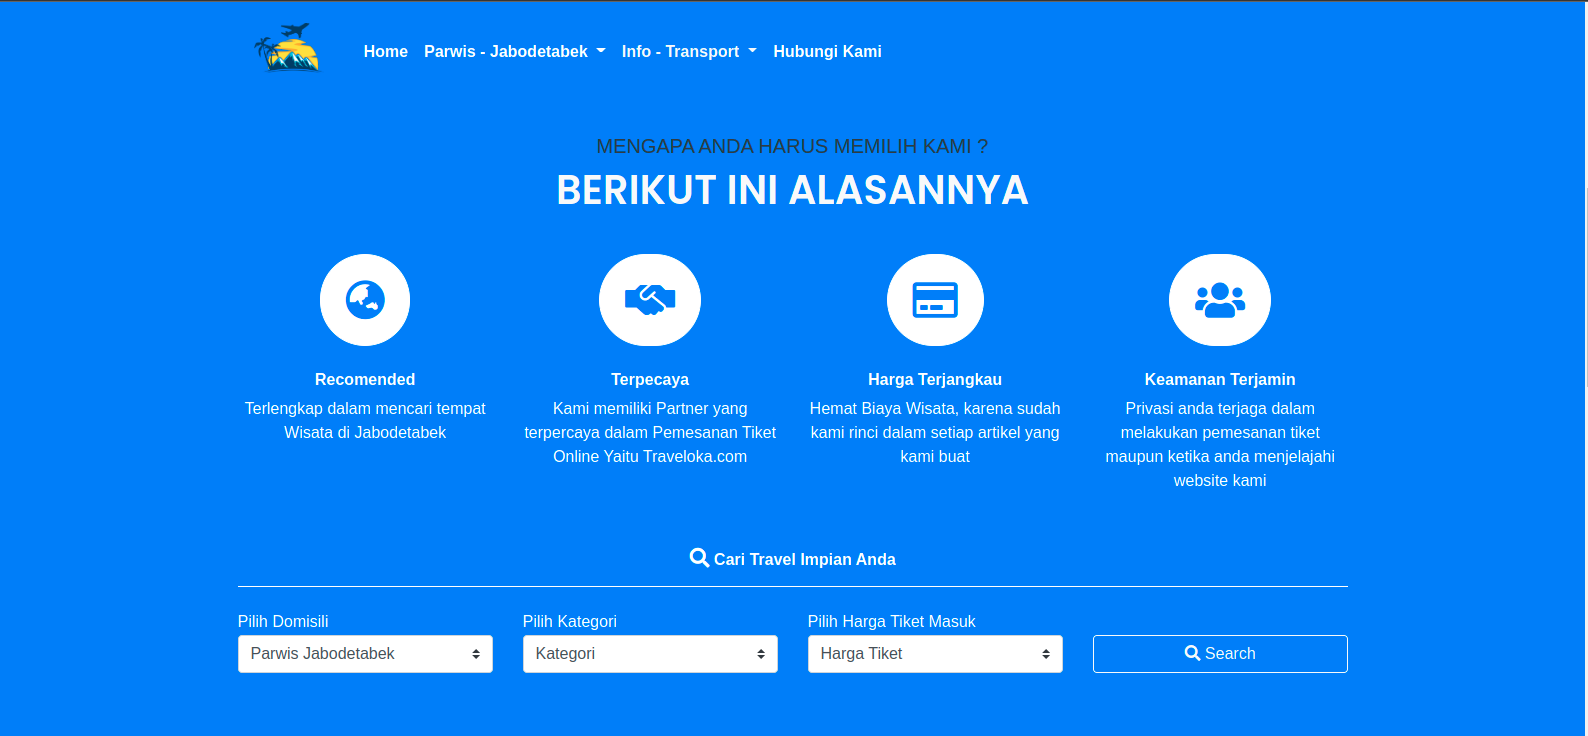 Home Parwis - Jabodetabek Info - Transport Hubungi Kami
MENGAPA ANDA HARUS MEMILIH KAMI ?
BERIKUT INI ALASANNYA
Recomended
Terlengkap dalam mencari tempat
Wisata di Jabodetabek
Terpecaya
Kami memiliki Partner yang
terpercaya dalam Pemesanan Tiket
Online Yaitu Traveloka.com
Harga Terjangkau
Hemat Biaya Wisata, karena sudah
kami rinci dalam setiap artikel yang
kami buat
Keamanan Terjamin
Privasi anda terjaga dalam
melakukan pemesanan tiket
maupun ketika anda menjelajahi
website kami
Cari Travel Impian Anda
Pilih Domisili
Parwis Jabodetabek
Pilih Kategori
Kategori
Pilih Harga Tiket Masuk
Harga Tiket
Search